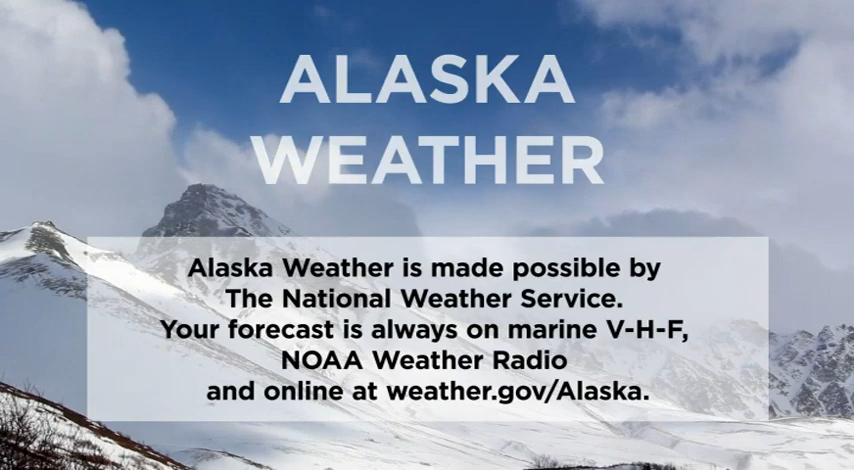 ALASKA
WEATHER
Alaska Weather is made possible by
The National Weather Service.
Your forecast is always on marine V-H-F,
NOAA Weather Radio
and online at weather.gov/Alaska.